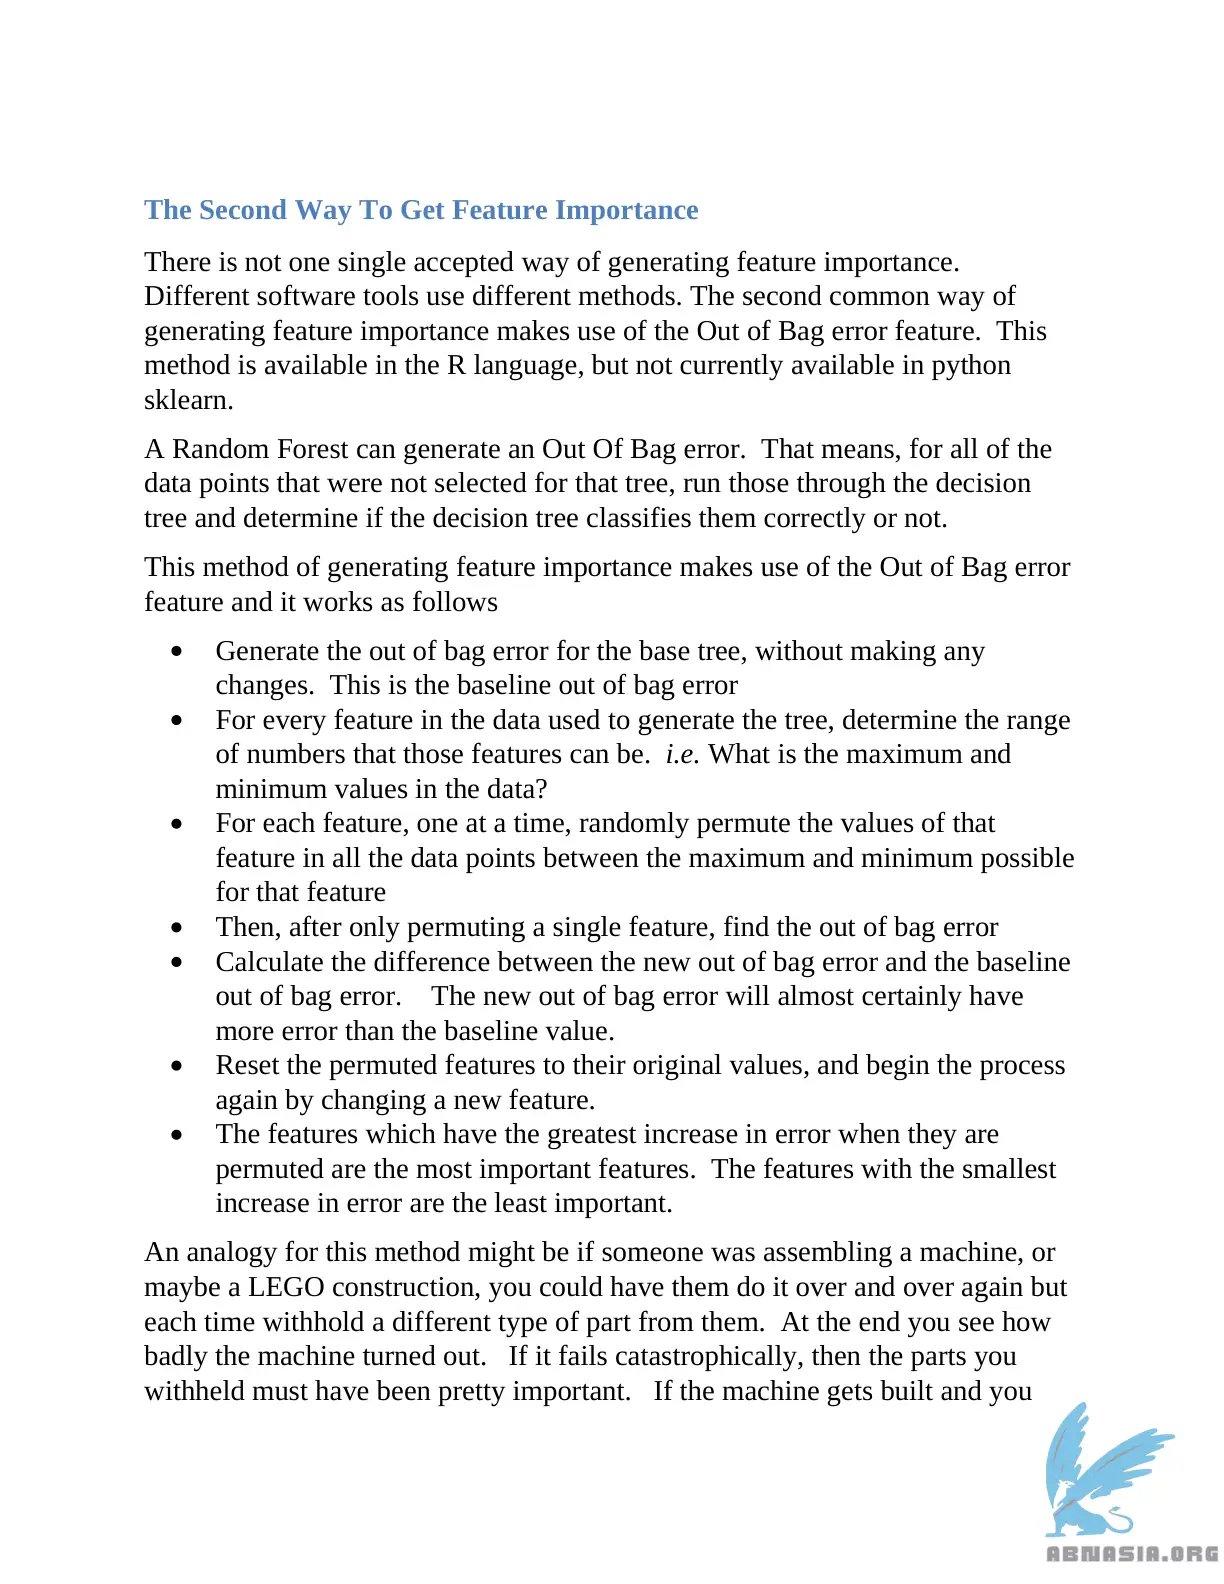 The Second Way To Get Feature Importance
There is not one single accepted way of generating feature importance.
Different software tools use different methods. The second common way of
generating feature importance makes use of the Out of Bag error feature.  This
method is available in the R language, but not currently available in python
sklearn.
A Random Forest can generate an Out Of Bag error.  That means, for all of the
data points that were not selected for that tree, run those through the decision
tree and determine if the decision tree classifies them correctly or not.
This method of generating feature importance makes use of the Out of Bag error
feature and it works as follows
• Generate the out of bag error for the base tree, without making any
changes.  This is the baseline out of bag error
• For every feature in the data used to generate the tree, determine the range
of numbers that those features can be.  i.e. What is the maximum and
minimum values in the data?
• For each feature, one at a time, randomly permute the values of that
feature in all the data points between the maximum and minimum possible
for that feature
• Then, after only permuting a single feature, find the out of bag error
• Calculate the difference between the new out of bag error and the baseline
out of bag error.    The new out of bag error will almost certainly have
more error than the baseline value.
• Reset the permuted features to their original values, and begin the process
again by changing a new feature.
• The features which have the greatest increase in error when they are
permuted are the most important features.  The features with the smallest
increase in error are the least important.
An analogy for this method might be if someone was assembling a machine, or
maybe a LEGO construction, you could have them do it over and over again but
each time withhold a different type of part from them.  At the end you see how
badly the machine turned out.   If it fails catastrophically, then the parts you
withheld must have been pretty important.   If the machine gets built and you
ABNASIA.ORG